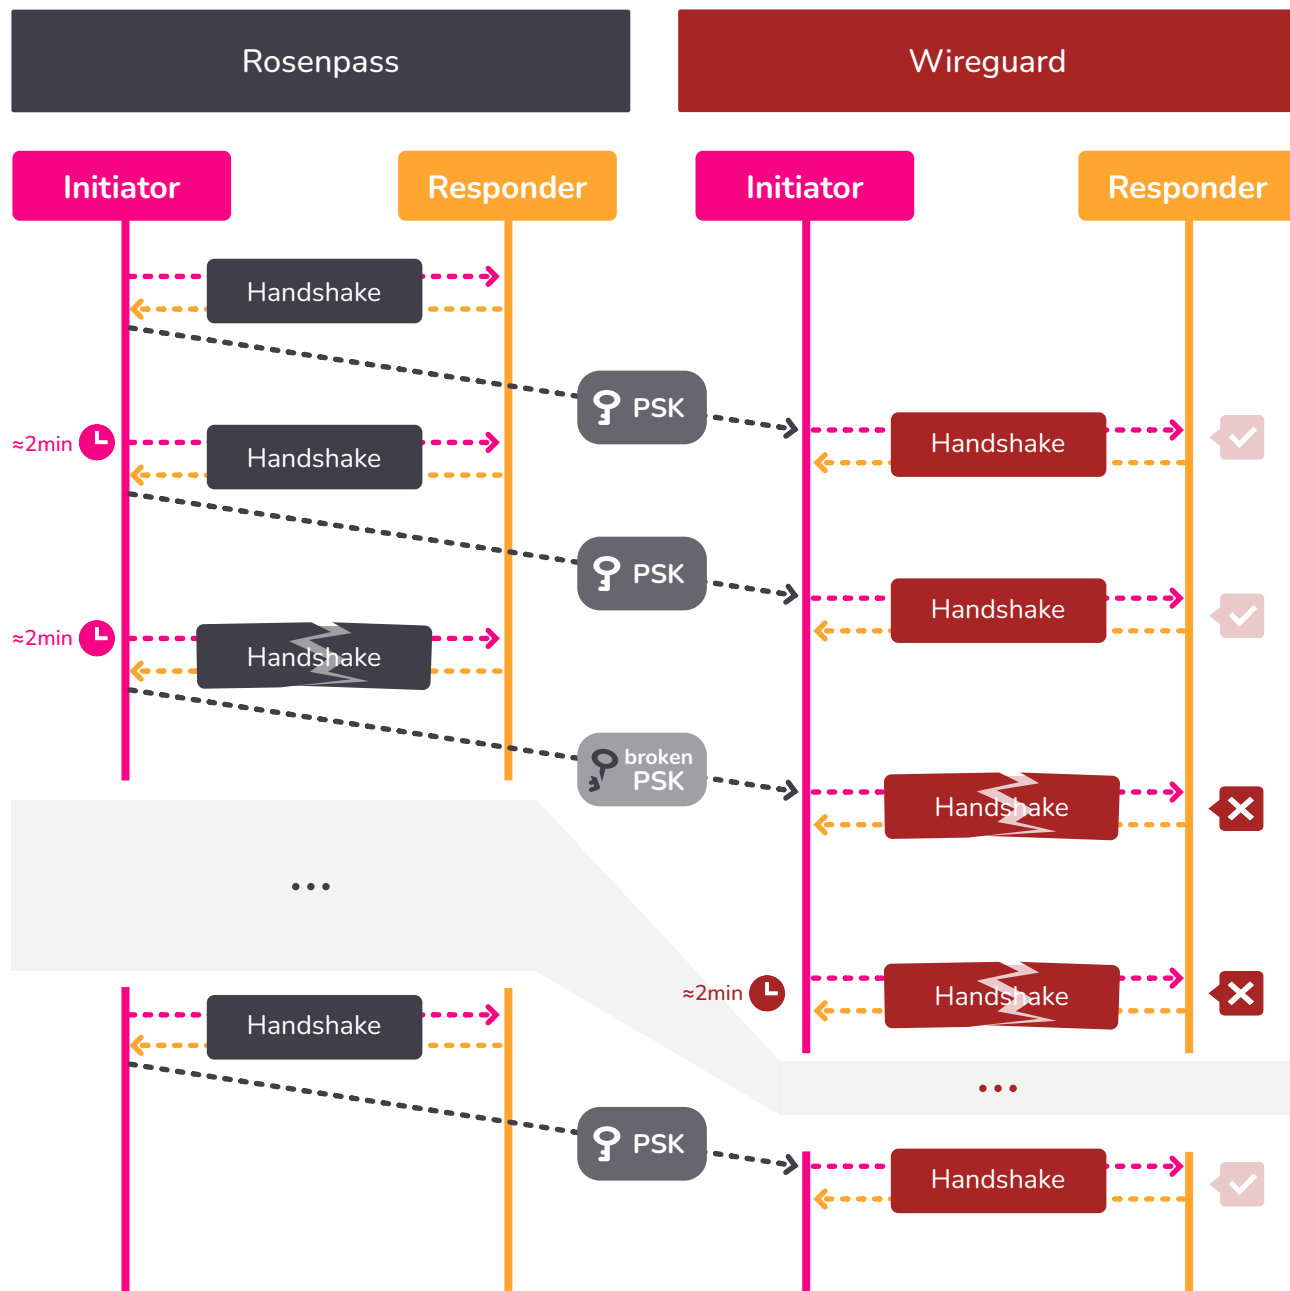 Rosenpass
Wireguard
Initiator
Responder
Initiator
Responder
Handshake
PSK
≈2min
Handshake
Handshake
PSK
Handshake
≈2min
Handshake
broken
PSK
Handshake
...
≈2min
Handshake
Handshake
...
PSK
Handshake